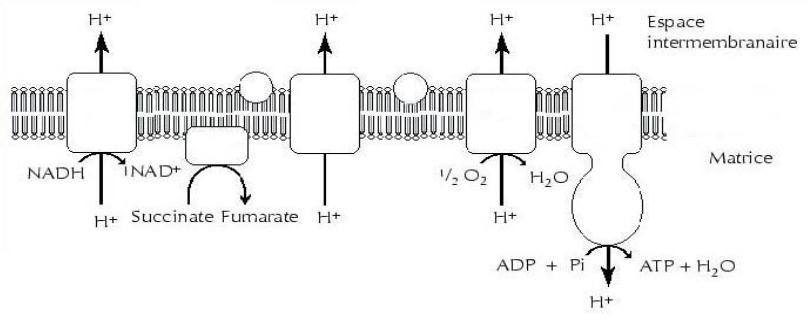 H+ H+ H+ H+ Espace
intermembranaire
Matrice
NADH NAD+ 1/2 O2 H2O
H+ Succinate Fumarate H+ H+
ADP + Pi ATP + H2O
H+